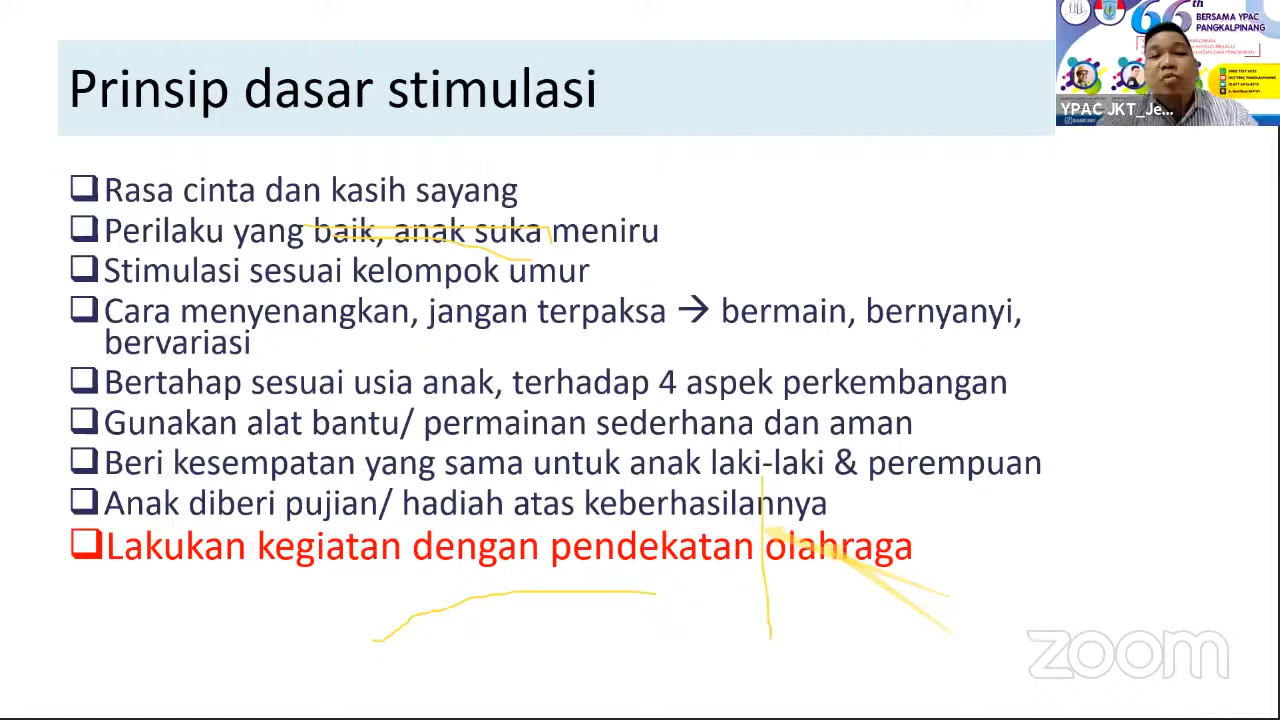 66th
BERSAMA YPAC
PANGKALPINANG
YPAC JKT_Je...
Prinsip dasar stimulasi
Rasa cinta dan kasih sayang
Perilaku yang baik, anak suka meniru
Stimulasi sesuai kelompok umur
Cara menyenangkan, jangan terpaksa → bermain, bernyanyi,
bervariasi
Bertahap sesuai usia anak, terhadap 4 aspek perkembangan
Gunakan alat bantu/ permainan sederhana dan aman
Beri kesempatan yang sama untuk anak laki-laki & perempuan
Anak diberi pujian/ hadiah atas keberhasilannya
Lakukan kegiatan dengan pendekatan olahraga
zoom